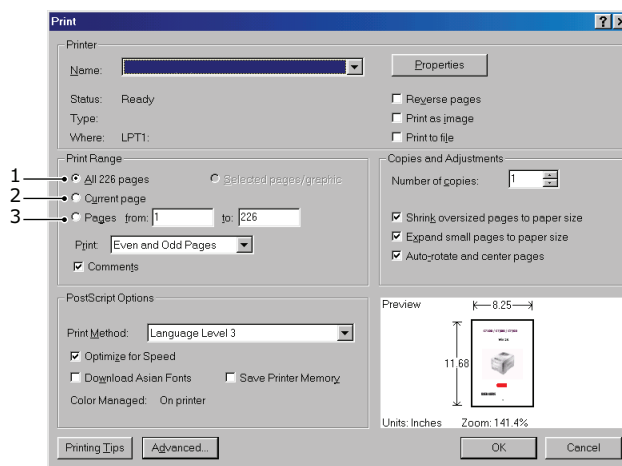 Print
Printer
Name:
Properties
Status: Ready
Type:
Where: LPT1:
Reverse pages
Print as image
Print to file
Print Range
1 All 226 pages Selected pages/graphic
2 Current page
3 Pages from: 1 to: 226
Print: Even and Odd Pages
Comments
Copies and Adjustments
Number of copies: 1
Shrink oversized pages to paper size
Expand small pages to paper size
Auto-rotate and center pages
PostScript Options
Print Method: Language Level 3
Optimize for Speed
Download Asian Fonts Save Printer Memory
Color Managed: On printer
Preview
8.25
11.68
Units: Inches Zoom: 141.4%
Printing Tips Advanced... OK Cancel